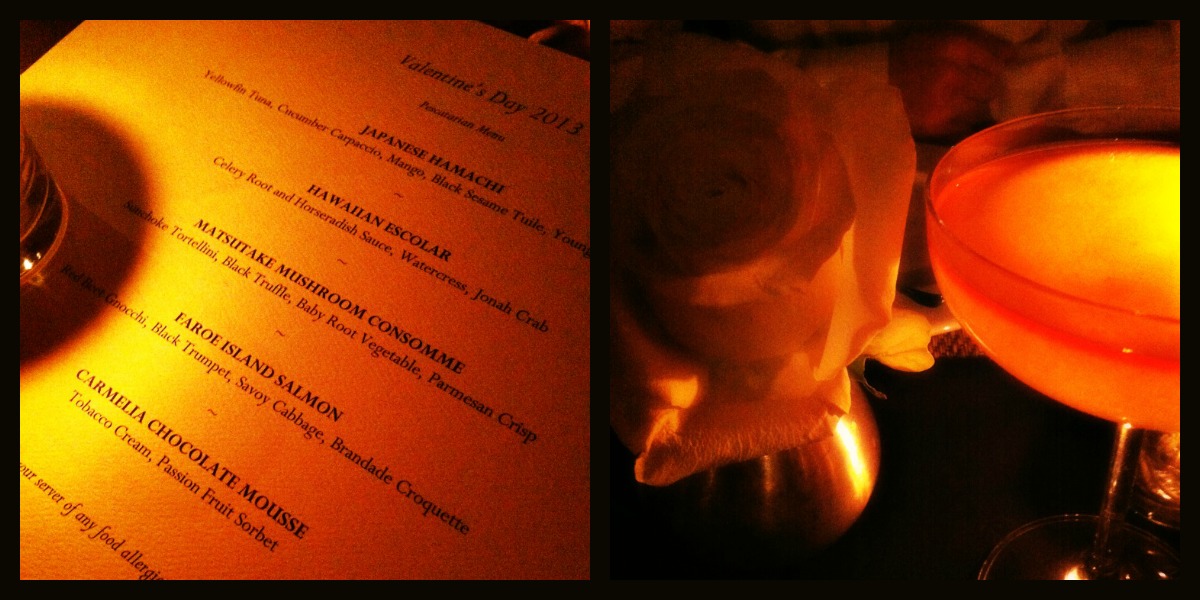 Valentine's Day 2013
Pescatarian Menu
JAPANESE HAMACHI
Yellowfin Tuna, Cucumber Carpaccio, Mango, Black Sesame Tuile, Young
~
HAWAIIAN ESCOLAR
Celery Root and Horseradish Sauce, Watercress, Jonah Crab
~
MATSUTAKE MUSHROOM CONSOMME
Sunchoke Tortellini, Black Truffle, Baby Root Vegetable, Parmesan Crisp
~
FAROE ISLAND SALMON
Red Beet Gnocchi, Black Trumpet, Savoy Cabbage, Brandade Croquette
~
CARMELIA CHOCOLATE MOUSSE
Tobacco Cream, Passion Fruit Sorbet
your server of any food allergie